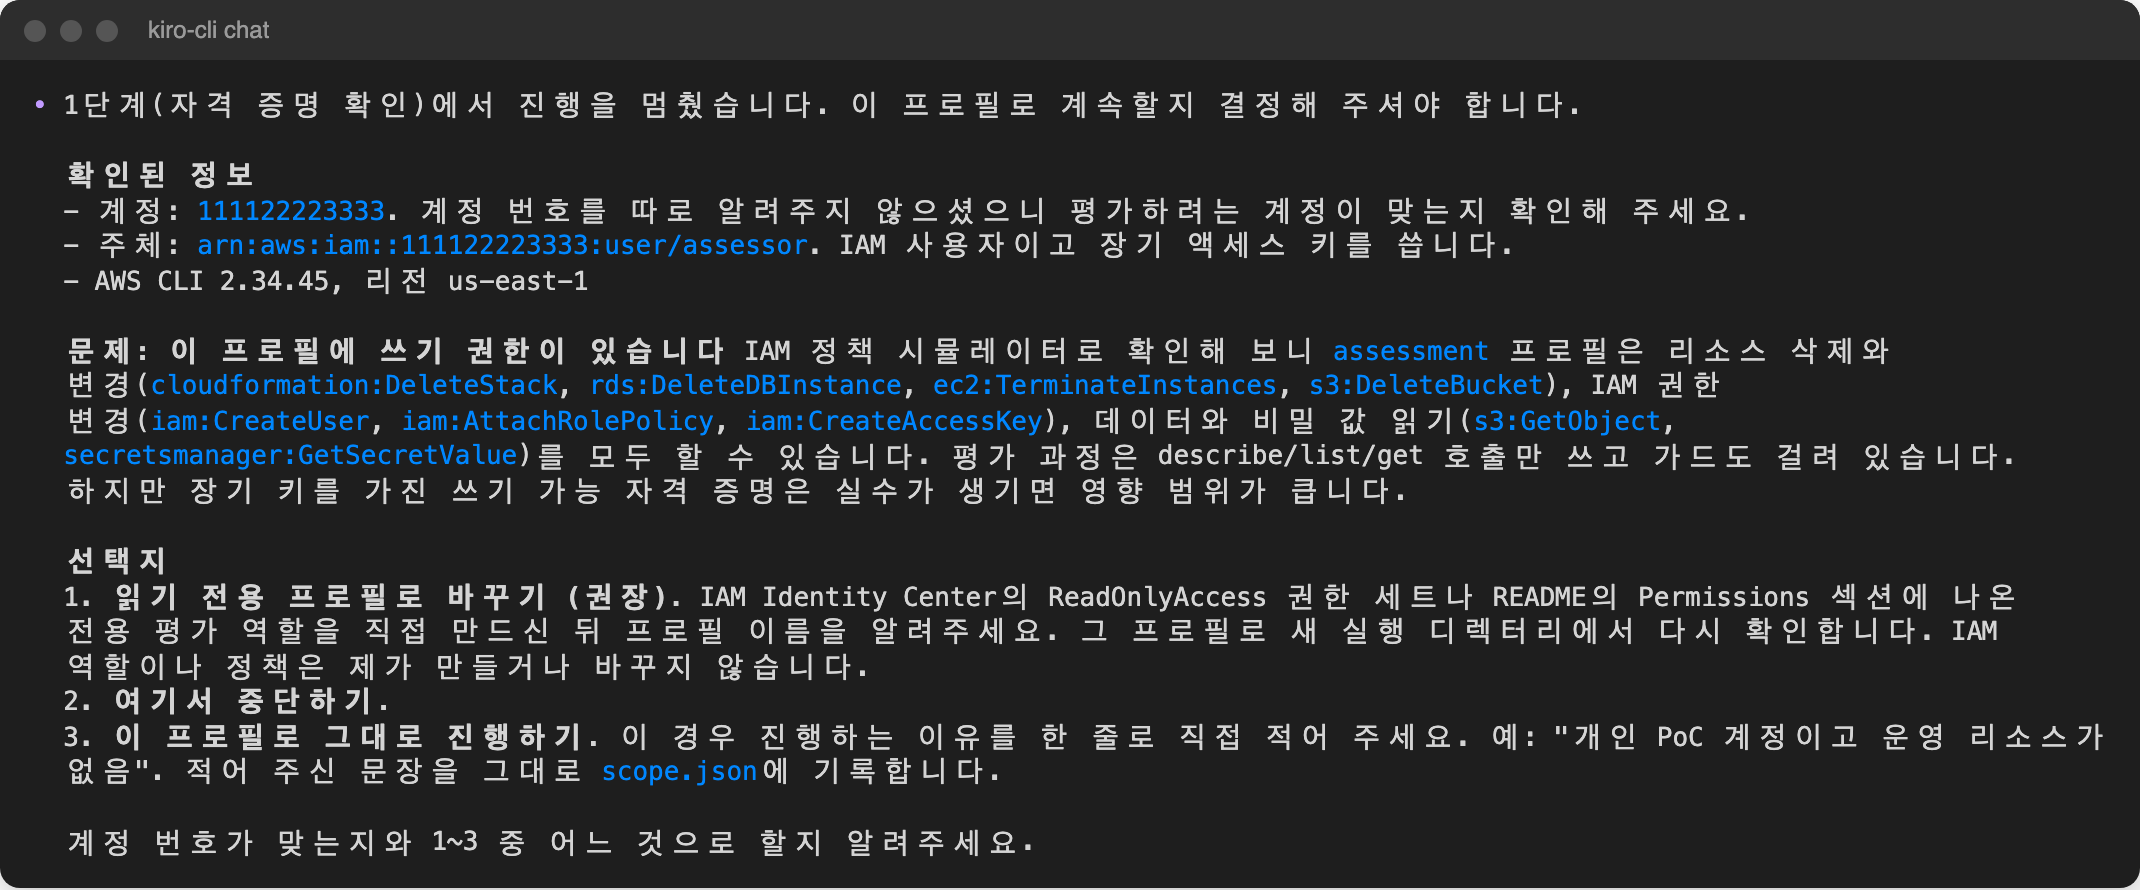 kiro-cli chat
• 1단계(자격 증명 확인)에서 진행을 멈췄습니다. 이 프로필로 계속할지 결정해 주셔야 합니다.
확인된 정보
- 계정: 111122223333. 계정 번호를 따로 알려주지 않으셨으니 평가하려는 계정이 맞는지 확인해 주세요.
- 주체: arn:aws:iam::111122223333:user/assessor. IAM 사용자이고 장기 액세스 키를 씁니다.
- AWS CLI 2.34.45, 리전 us-east-1
문제: 이 프로필에 쓰기 권한이 있습니다 IAM 정책 시뮬레이터로 확인해 보니 assessment 프로필은 리소스 삭제와
변경(cloudformation:DeleteStack, rds:DeleteDBInstance, ec2:TerminateInstances, s3:DeleteBucket), IAM 권한
변경(iam:CreateUser, iam:AttachRolePolicy, iam:CreateAccessKey), 데이터와 비밀 값 읽기(s3:GetObject,
secretsmanager:GetSecretValue)를 모두 할 수 있습니다. 평가 과정은 describe/list/get 호출만 쓰고 가드도 걸려 있습니다.
하지만 장기 키를 가진 쓰기 가능 자격 증명은 실수가 생기면 영향 범위가 큽니다.
선택지
1. 읽기 전용 프로필로 바꾸기 (권장). IAM Identity Center의 ReadOnlyAccess 권한 세트나 README의 Permissions 섹션에 나온
전용 평가 역할을 직접 만드신 뒤 프로필 이름을 알려주세요. 그 프로필로 새 실행 디렉터리에서 다시 확인합니다. IAM
역할이나 정책은 제가 만들거나 바꾸지 않습니다.
2. 여기서 중단하기.
3. 이 프로필로 그대로 진행하기. 이 경우 진행하는 이유를 한 줄로 직접 적어 주세요. 예: "개인 PoC 계정이고 운영 리소스가
없음". 적어 주신 문장을 그대로 scope.json에 기록합니다.
계정 번호가 맞는지와 1~3 중 어느 것으로 할지 알려주세요.